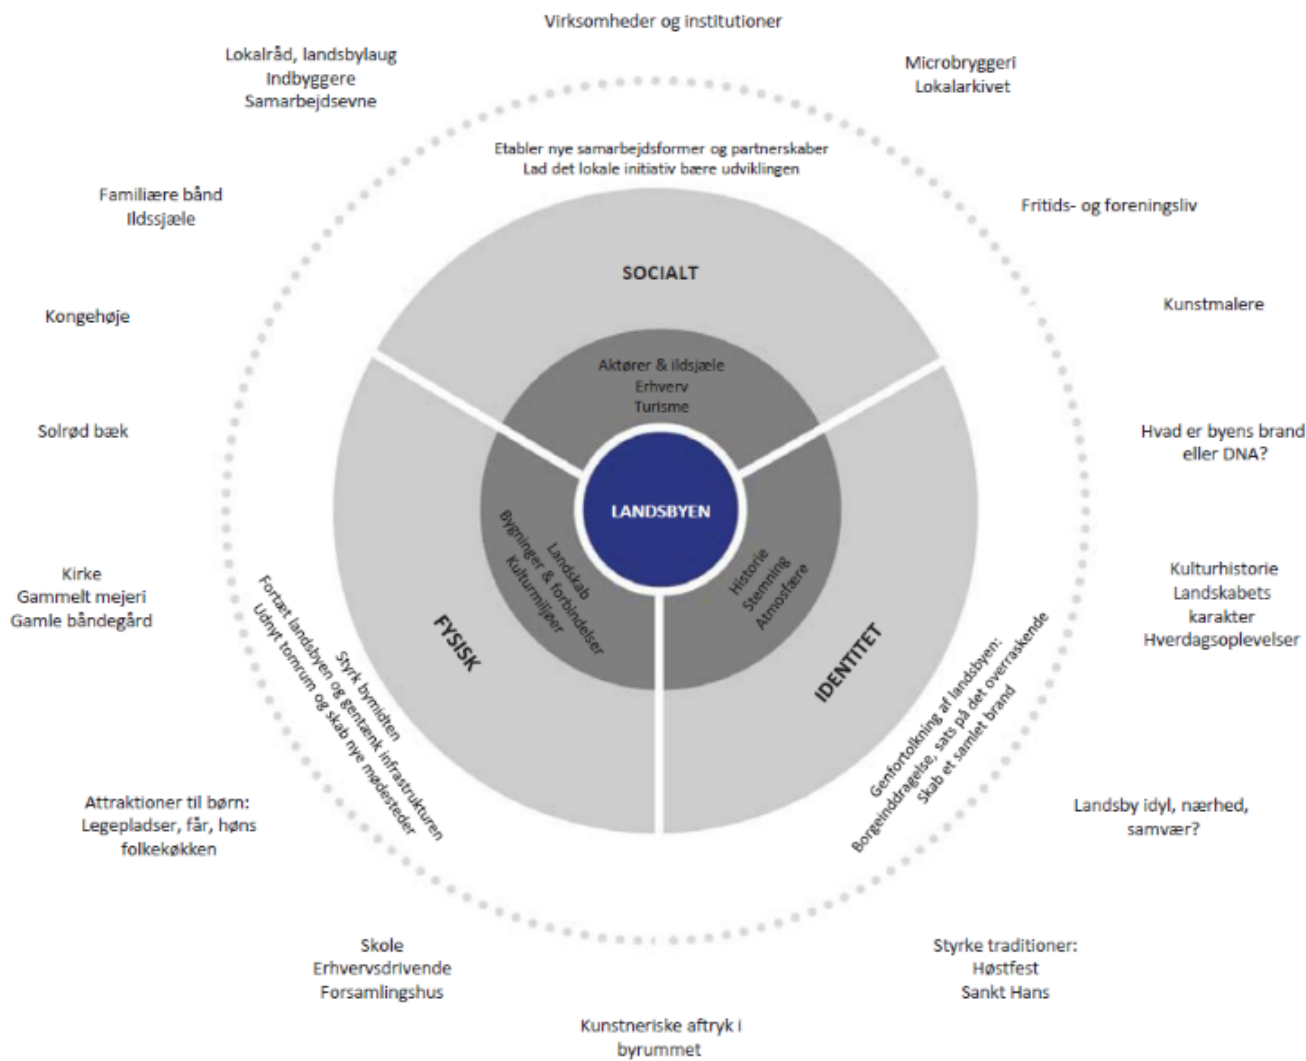 Virksomheder og institutioner
Lokalråd, landsbylaug
Indbyggere
Samarbejdsevne
Microbryggeri
Lokalarkivet
Etabler nye samarbejdsformer og partnerskaber
Lad det lokale initiativ bære udviklingen
Familiære bånd
Ildssjæle
Fritids- og foreningsliv
SOCIALT
Kongehøje
Kunstmalere
Aktører & ildsjæle
Erhverv
Turisme
Solrød bæk
Hvad er byens brand
eller DNA?
LANDSBYEN
Landskab
Bygninger & forbindelser
Kulturmiljøer
Historie
Stemning
Atmosfære
Kirke
Gammelt mejeri
Gamle båndegård
Kulturhistorie
Landskabets
karakter
Hverdagsoplevelser
FYSISK
IDENTITET
Styrk bymidten
Fortæt landsbyen og gentænk infrastrukturen
Udnyt tomrum og skab nye mødesteder
Genfortolkning af landsbyen:
Borgeinddragelse, sats på det overraskende
Skab et samlet brand
Attraktioner til børn:
Legepladser, får, høns
folkekøkken
Landsby idyl, nærhed,
samvær?
Skole
Erhvervsdrivende
Forsamlingshus
Styrke traditioner:
Høstfest
Sankt Hans
Kunstneriske aftryk i
byrummet